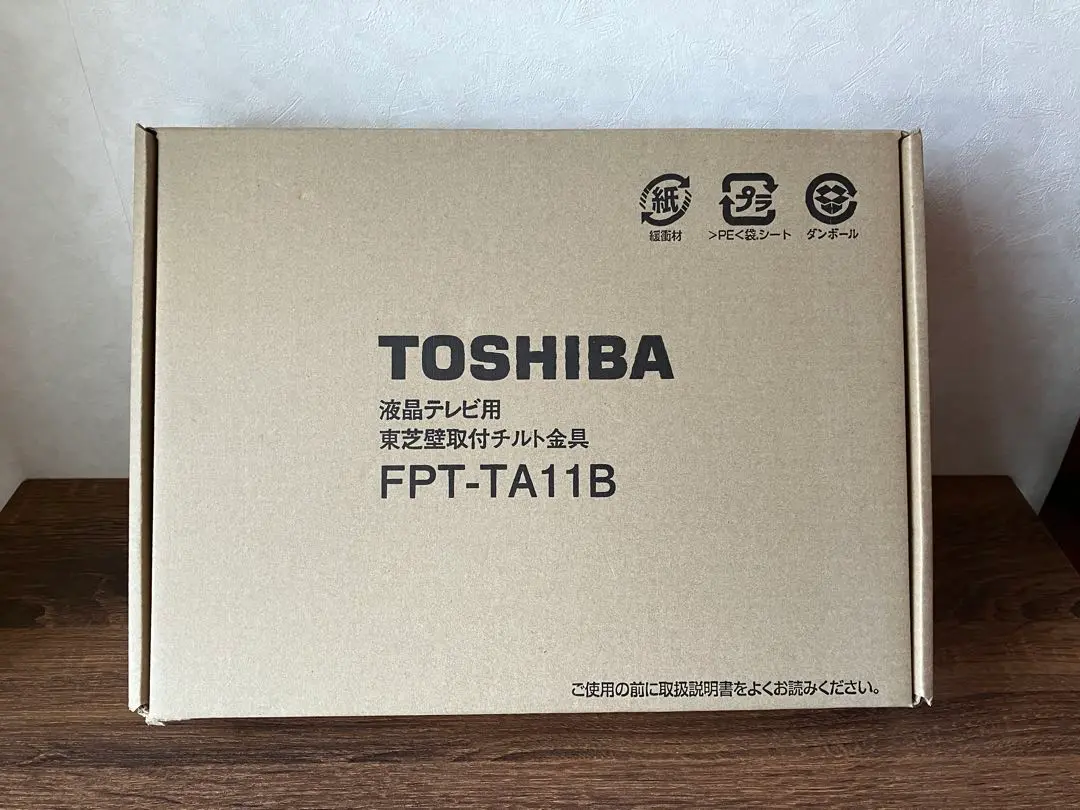 紙 プラ
緩衝材 >PE<袋,シート ダンボール
TOSHIBA
液晶テレビ用
東芝壁取付チルト金具
FPT-TA11B
ご使用の前に取扱説明書をよくお読みください。